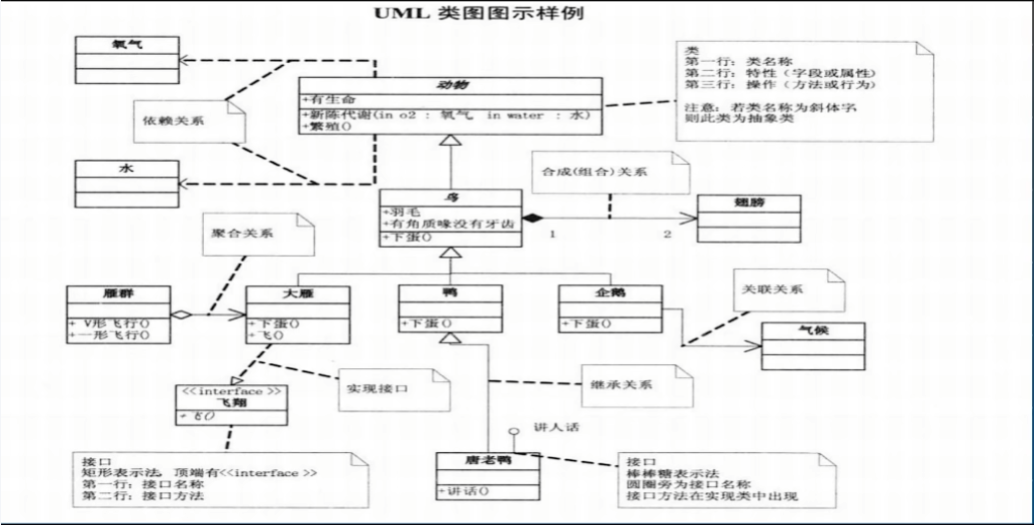 UML 类图图示样例
氧气
动物
+有生命
+新陈代谢(in o2 : 氧气, in water : 水)
+繁殖()
类
第一行：类名称
第二行：特性（字段或属性）
第三行：操作（方法或行为）
注意：若类名称为斜体字
则此类为抽象类
依赖关系
水
合成(组合)关系
鸟
+羽毛
+有角质喙没有牙齿
+下蛋()
1
2
翅膀
聚合关系
关联关系
雁群
+ V形飞行()
+一形飞行()
大雁
+下蛋()
+飞()
鸭
+下蛋()
企鹅
+下蛋()
气候
实现接口
继承关系
<<interface>>
飞翔
+飞()
讲人话
唐老鸭
+讲话()
接口
矩形表示法，顶端有<<interface>>
第一行：接口名称
第二行：接口方法
接口
棒棒糖表示法
圆圈旁为接口名称
接口方法在实现类中出现